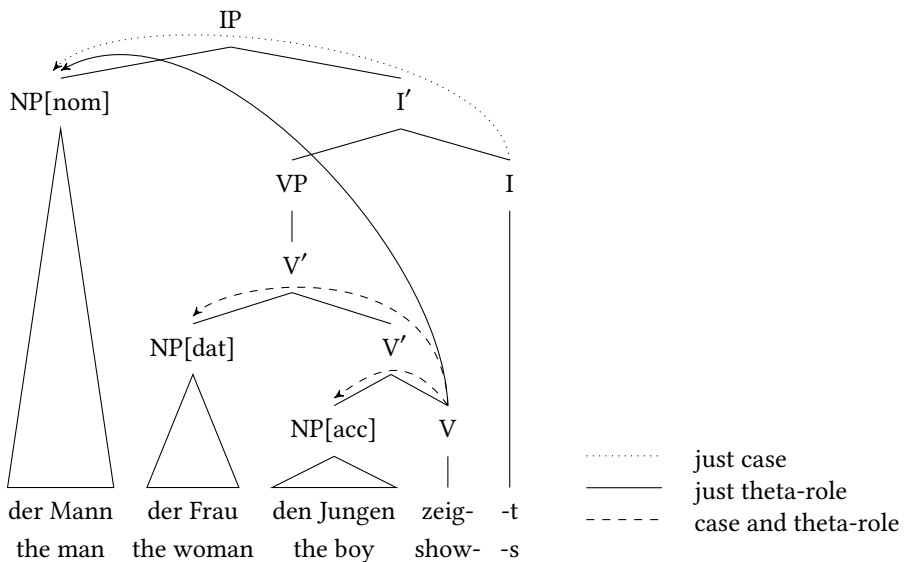 IP
NP[nom] I′
VP I
V′
NP[dat] V′
NP[acc] V
just case
just theta-role
case and theta-role
der Mann der Frau den Jungen zeig- -t
the man the woman the boy show- -s